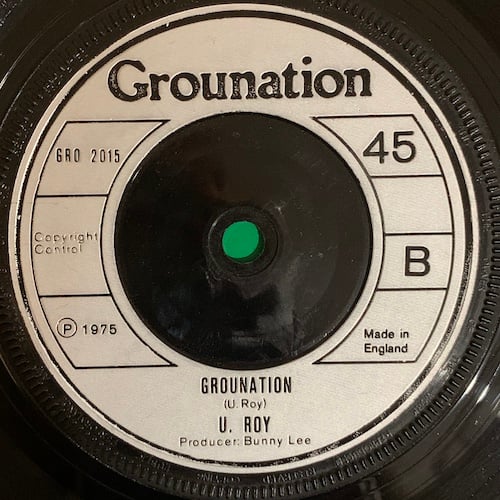 Grounation
GRO 2015
45
Copyright
Control
B
Ⓟ 1975
Made in
England
GROUNATION
(U. Roy)
U. ROY
Producer: Bunny Lee